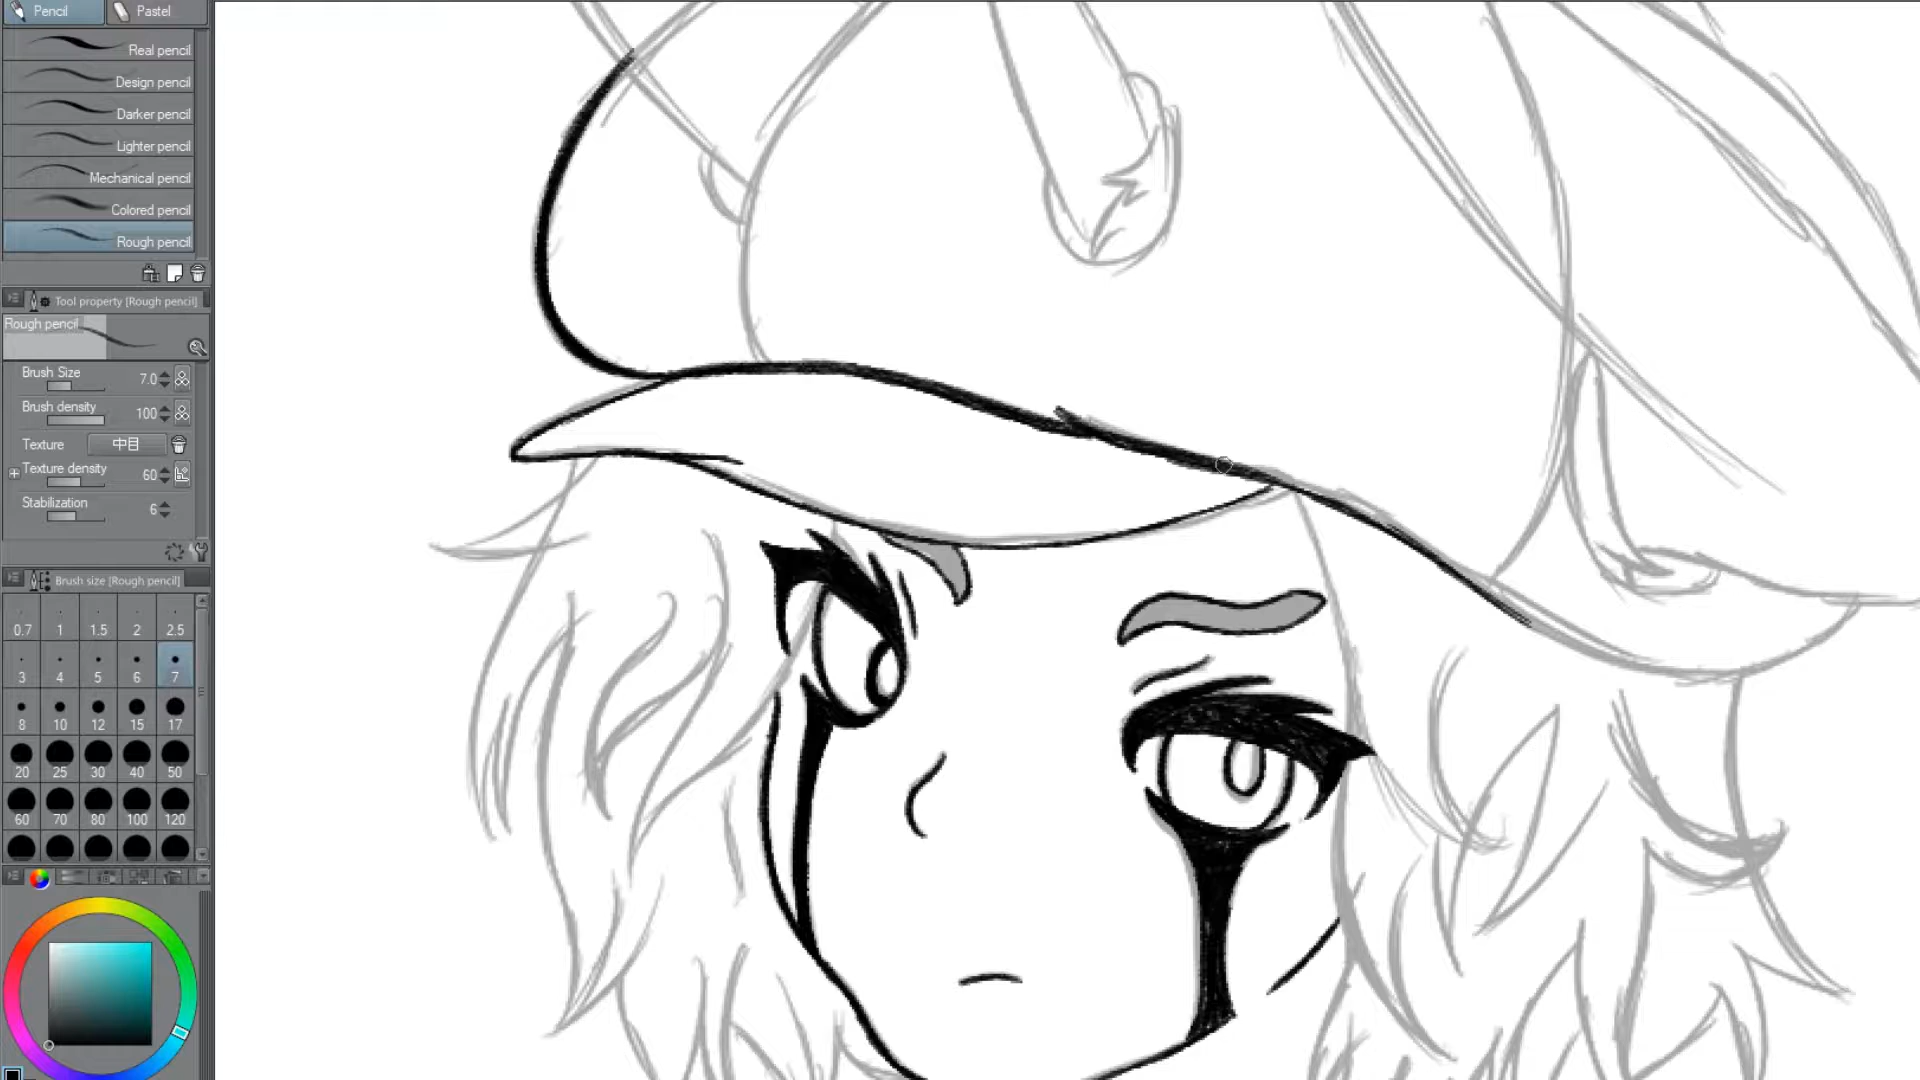 Pencil Pastel
Real pencil
Design pencil
Darker pencil
Lighter pencil
Mechanical pencil
Colored pencil
Rough pencil
Tool property [Rough pencil]
Rough pencil
Brush Size 7.0
Brush density 100
Texture 中目
Texture density 60
Stabilization 6
Brush size [Rough pencil]
0.7 1 1.5 2 2.5
3 4 5 6 7
8 10 12 15 17
20 25 30 40 50
60 70 80 100 120